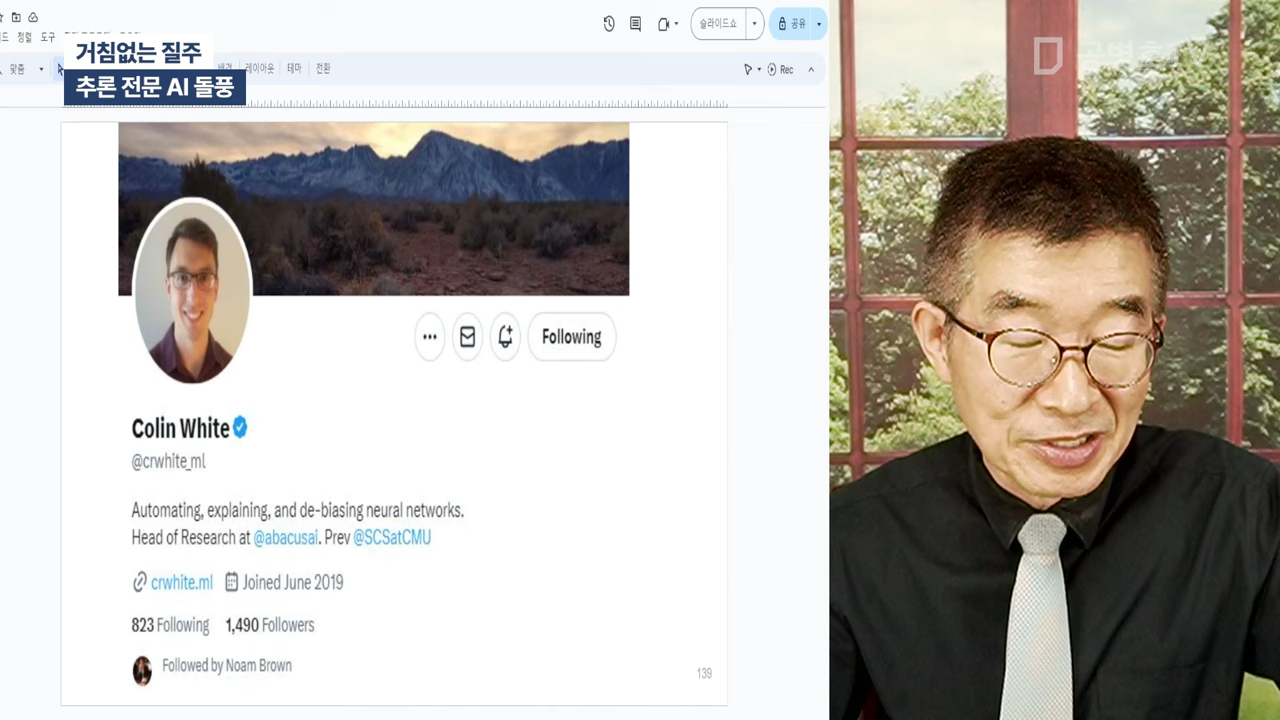 드 정렬 도구
슬라이드쇼
공유
거침없는 질주
추론 전문 AI 돌풍
맞춤
배경
레이아웃
테마
전환
Rec
Following
Colin White
@crwhite_ml
Automating, explaining, and de-biasing neural networks.
Head of Research at @abacusai. Prev @SCSatCMU
crwhite.ml Joined June 2019
823 Following 1,490 Followers
Followed by Noam Brown
139